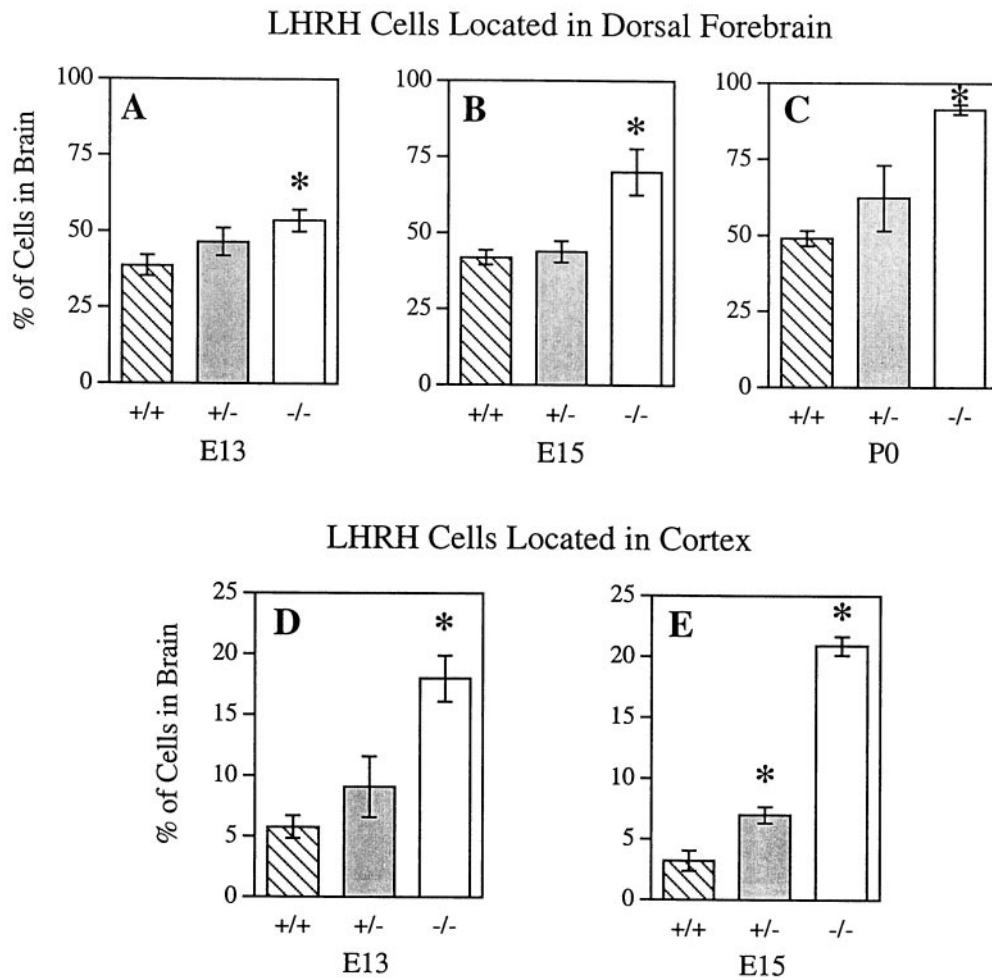 LHRH Cells Located in Dorsal Forebrain
% of Cells in Brain
100
75
50
25
0
A
*
+/+ +/- -/-
E13
100
75
50
25
0
B
*
+/+ +/- -/-
E15
100
75
50
25
0
C
*
+/+ +/- -/-
P0
LHRH Cells Located in Cortex
% of Cells in Brain
25
20
15
10
5
0
D
*
+/+ +/- -/-
E13
25
20
15
10
5
0
E
*
*
+/+ +/- -/-
E15